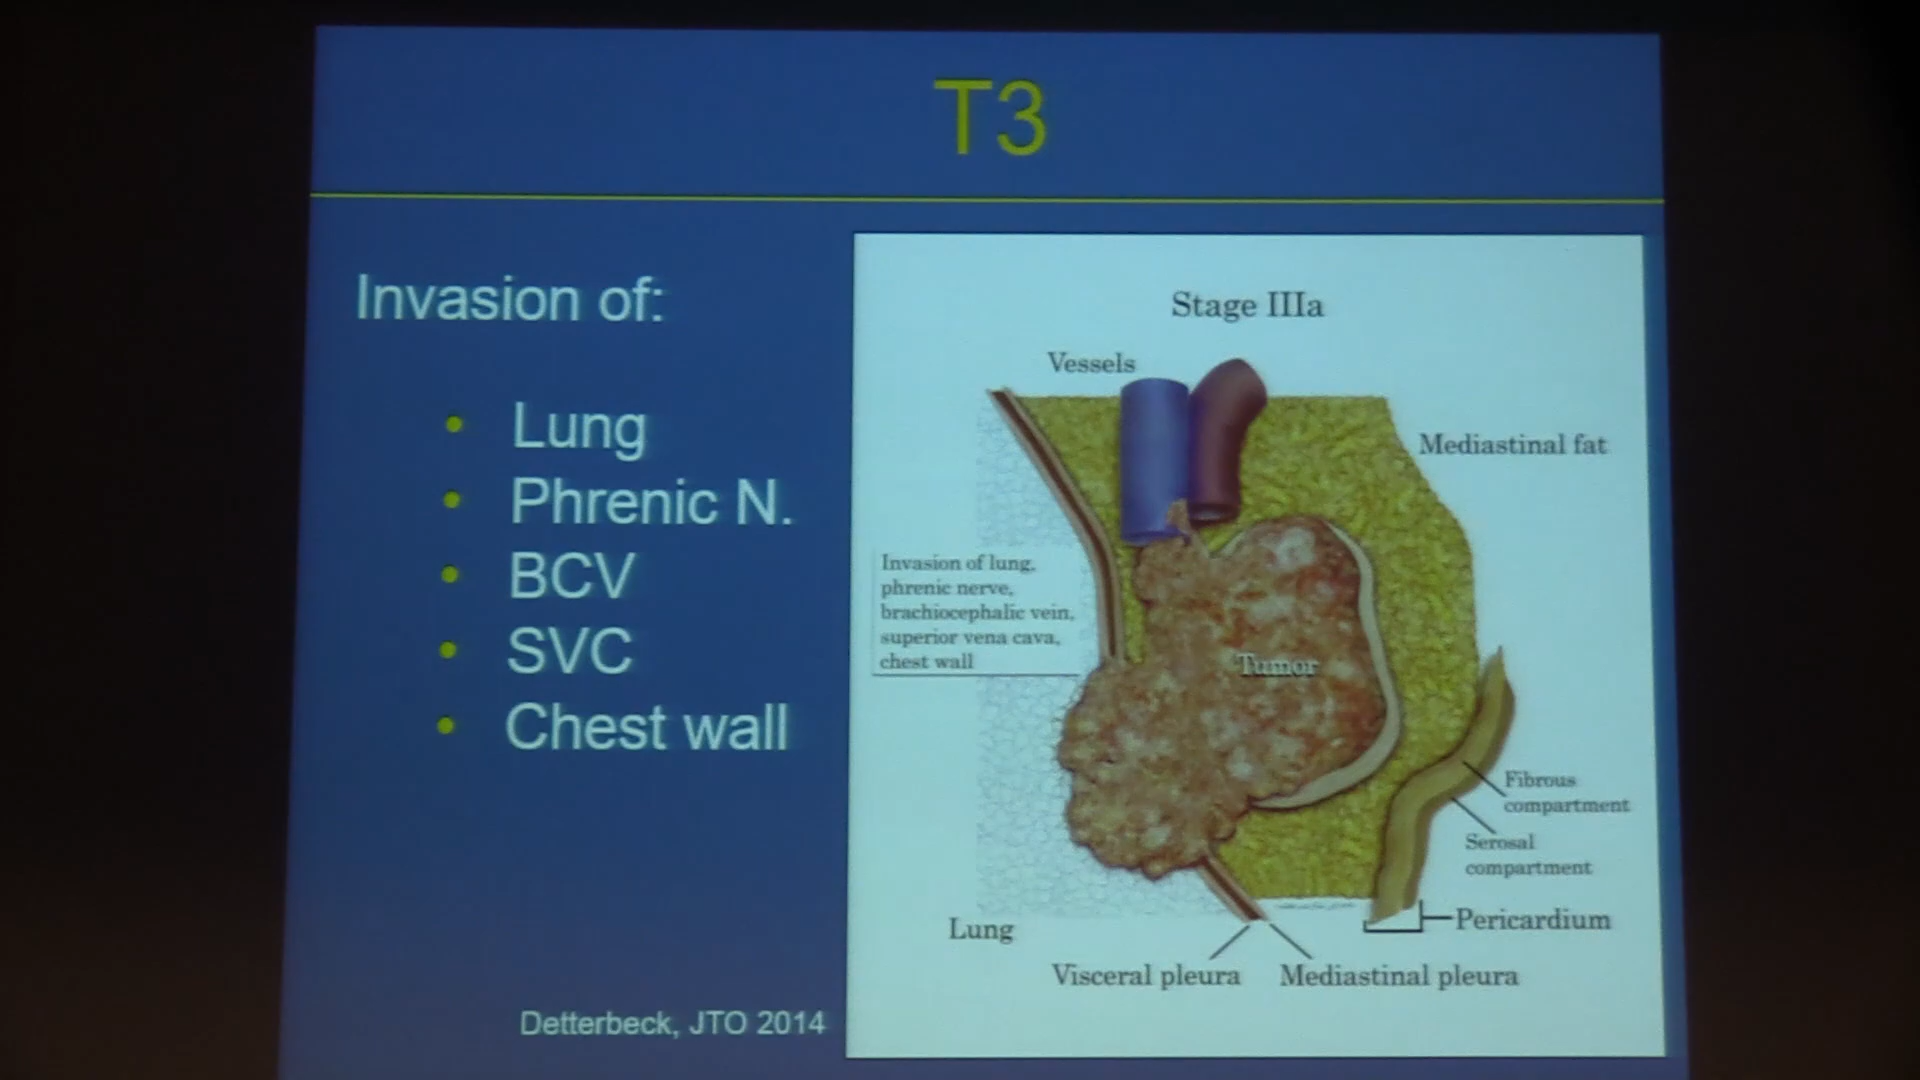 T3
Invasion of:
• Lung
• Phrenic N.
• BCV
• SVC
• Chest wall
Detterbeck, JTO 2014
Stage IIIa
Vessels
Mediastinal fat
Invasion of lung,
phrenic nerve,
brachiocephalic vein,
superior vena cava,
chest wall
Tumor
Fibrous
compartment
Serosal
compartment
Pericardium
Lung
Visceral pleura
Mediastinal pleura